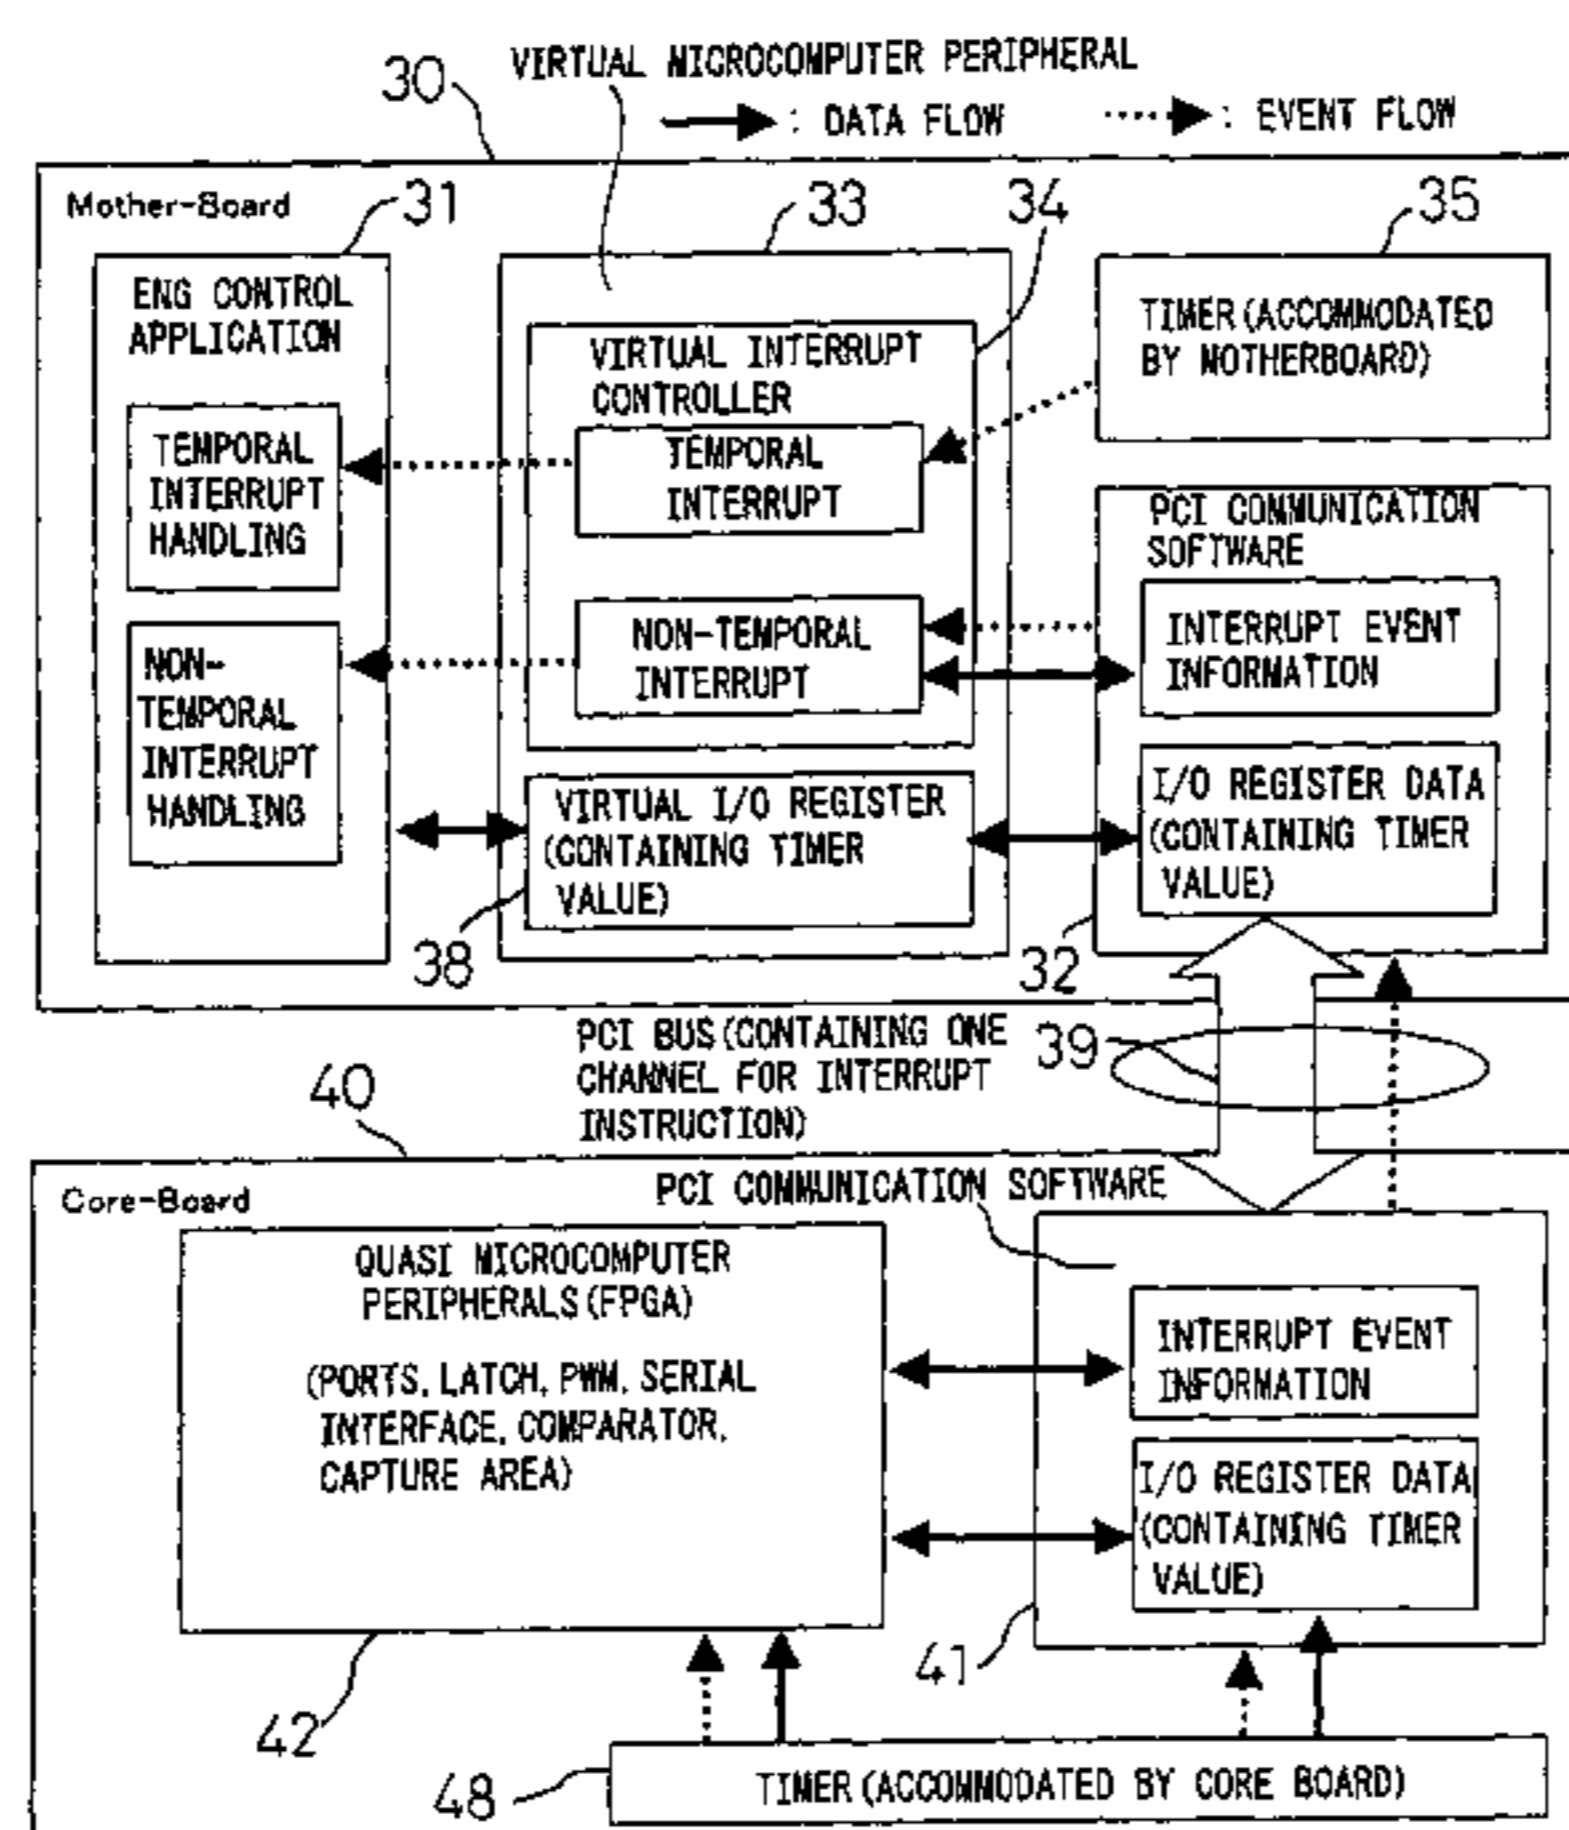 VIRTUAL MICROCOMPUTER PERIPHERAL
30
: DATA FLOW
: EVENT FLOW
Mother-Board
31
33
34
35
ENG CONTROL
APPLICATION
TEMPORAL
INTERRUPT
HANDLING
NON-
TEMPORAL
INTERRUPT
HANDLING
VIRTUAL INTERRUPT
CONTROLLER
TEMPORAL
INTERRUPT
NON-TEMPORAL
INTERRUPT
VIRTUAL I/O REGISTER
(CONTAINING TIMER
VALUE)
38
TIMER(ACCOMMODATED
BY MOTHERBOARD)
PCI COMMUNICATION
SOFTWARE
INTERRUPT EVENT
INFORMATION
I/O REGISTER DATA
(CONTAINING TIMER
VALUE)
32
PCI BUS(CONTAINING ONE
CHANNEL FOR INTERRUPT
INSTRUCTION)
39
40
Core-Board
PCI COMMUNICATION SOFTWARE
QUASI MICROCOMPUTER
PERIPHERALS(FPGA)
(PORTS, LATCH, PWM, SERIAL
INTERFACE, COMPARATOR,
CAPTURE AREA)
INTERRUPT EVENT
INFORMATION
I/O REGISTER DATA
(CONTAINING TIMER
VALUE)
41
42
48
TIMER(ACCOMMODATED BY CORE BOARD)